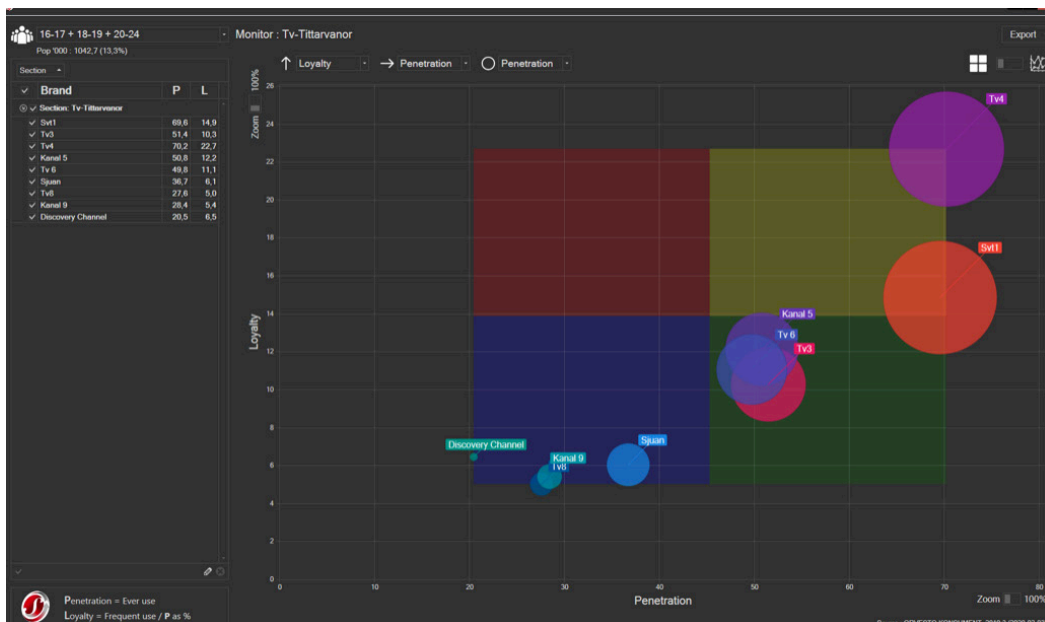 16-17 + 18-19 + 20-24
Pop '000 : 1042,7 (13,3%)
Monitor : Tv-Tittarvanor
Export
Section
Loyalty
Penetration
Penetration
Brand P L
Section: Tv-Tittarvanor
Svt1 69,6 14,9
Tv3 51,4 10,3
Tv4 70,2 22,7
Kanal 5 50,8 12,2
Tv 6 49,8 11,1
Sjuan 36,7 6,1
Tv8 27,6 5,0
Kanal 9 28,4 5,4
Discovery Channel 20,5 6,5
Zoom 100%
26
24
22
20
18
16
14
12
10
8
6
4
2
0
Loyalty
Tv4
Svt1
Kanal 5
Tv 6
Tv3
Sjuan
Discovery Channel
Kanal 9
Tv8
0 10 20 30 40 50 60 70 80
Penetration
Zoom 100%
Penetration = Ever use
Loyalty = Frequent use / P as %